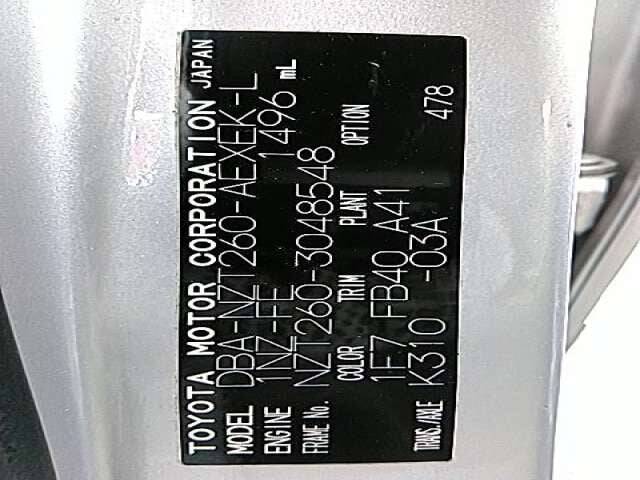 TOYOTA MOTOR CORPORATION JAPAN
MODEL DBA-NZT260-AEXEK-L
ENGINE 1NZ-FE 1496 mL
FRAME No. NZT260-3048548
COLOR TRIM PLANT OPTION
1F7 FB40 A41
TRANS./AXLE K310 -03A 478